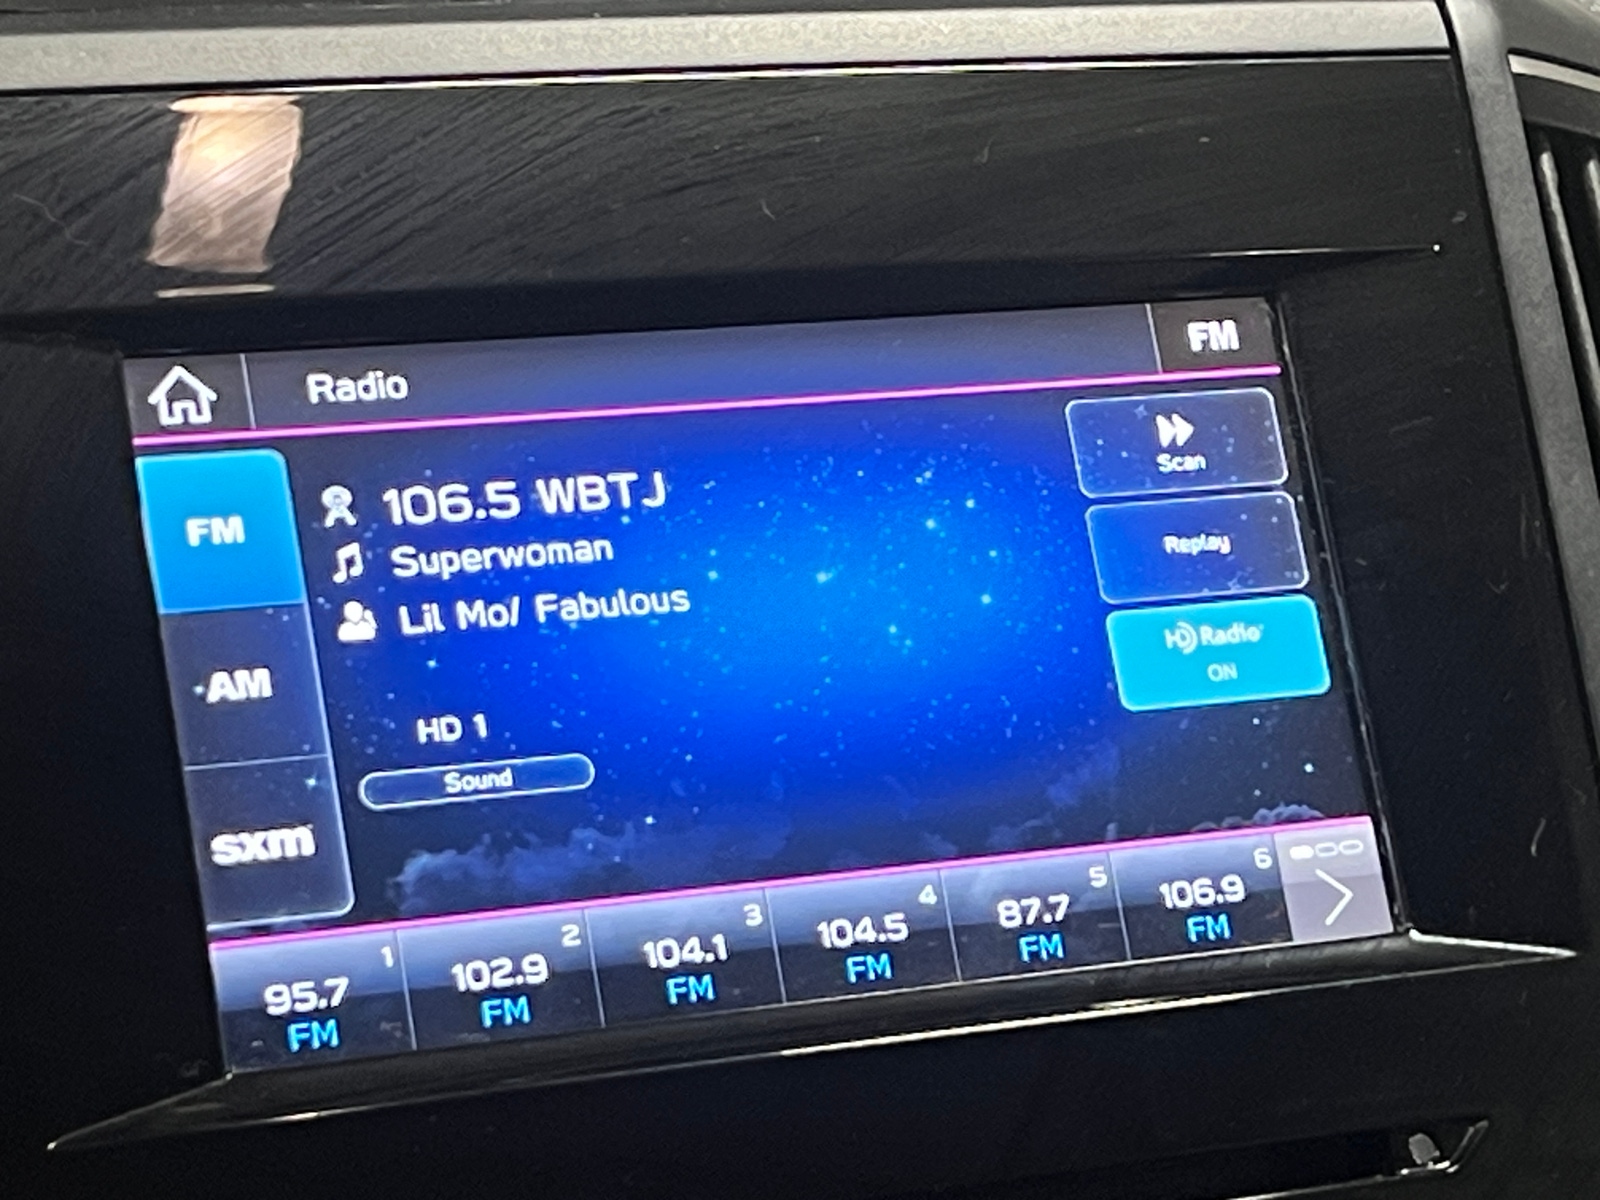 Radio
FM
FM
AM
sxm
106.5 WBTJ
Superwoman
Lil Mo/ Fabulous
HD 1
Sound
Scan
Replay
HD Radio
ON
1
95.7
FM
2
102.9
FM
3
104.1
FM
4
104.5
FM
5
87.7
FM
6
106.9
FM